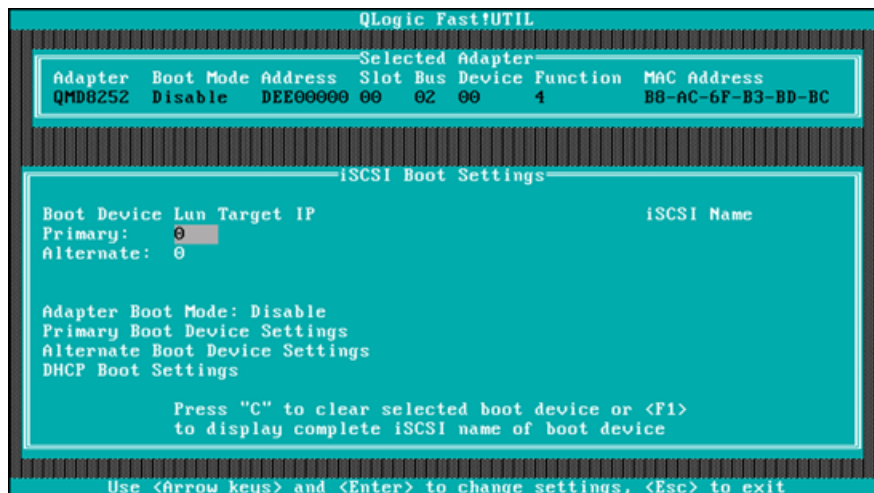 QLogic Fast!UTIL
Selected Adapter
Adapter Boot Mode Address Slot Bus Device Function MAC Address
QMD8252 Disable DEE00000 00 02 00 4 B8-AC-6F-B3-BD-BC
iSCSI Boot Settings
Boot Device Lun Target IP iSCSI Name
Primary: 0
Alternate: 0
Adapter Boot Mode: Disable
Primary Boot Device Settings
Alternate Boot Device Settings
DHCP Boot Settings
Press "C" to clear selected boot device or <F1>
to display complete iSCSI name of boot device
Use <Arrow keys> and <Enter> to change settings, <Esc> to exit